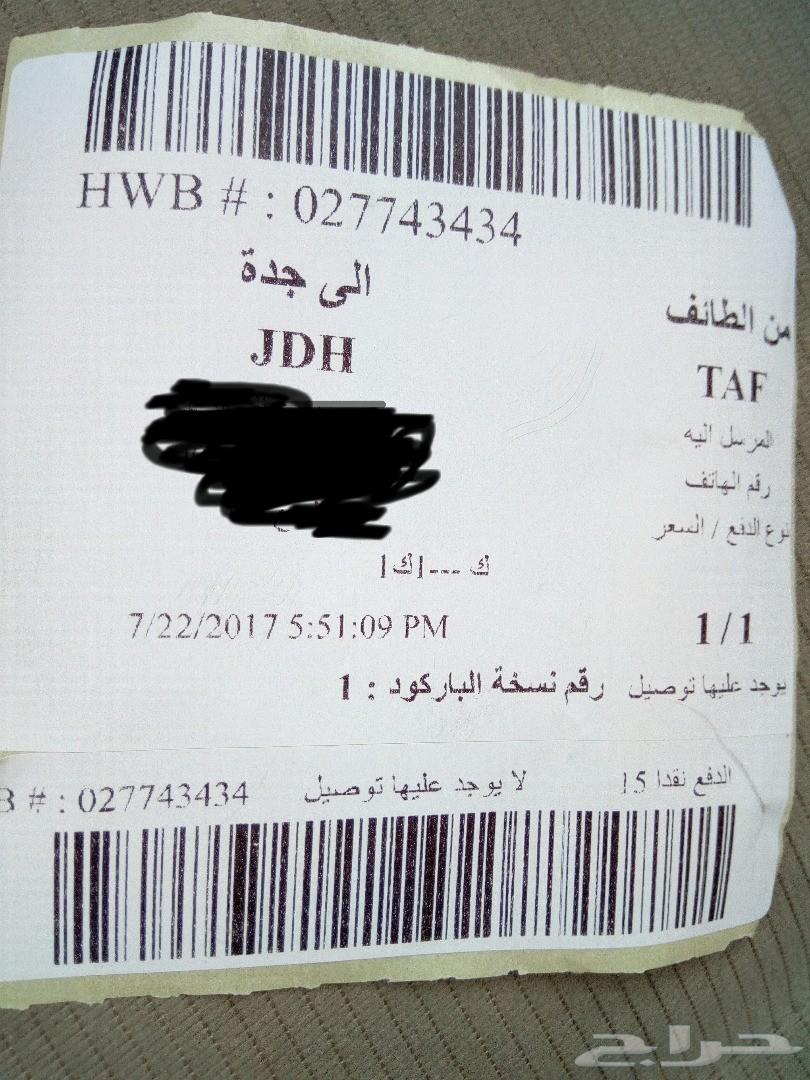 HWB # : 027743434
من الطائف الى جدة
TAF JDH
المرسل اليه
رقم الهاتف
نوع الدفع / السعر
ك ---اك1
1/1 7/22/2017 5:51:09 PM
يوجد عليها توصيل رقم نسخة الباركود : 1
الدفع نقدا 15 لا يوجد عليها توصيل B # : 027743434
حراج